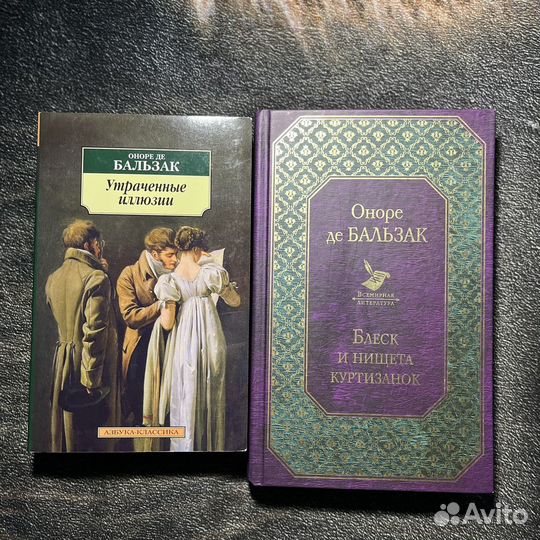 ОНОРЕ ДЕ
БАЛЬЗАК
Утраченные
иллюзии
АЗБУКА-КЛАССИКА
Оноре
де БАЛЬЗАК
Всемирная
литература
Блеск
и нищета
куртизанок
Avito